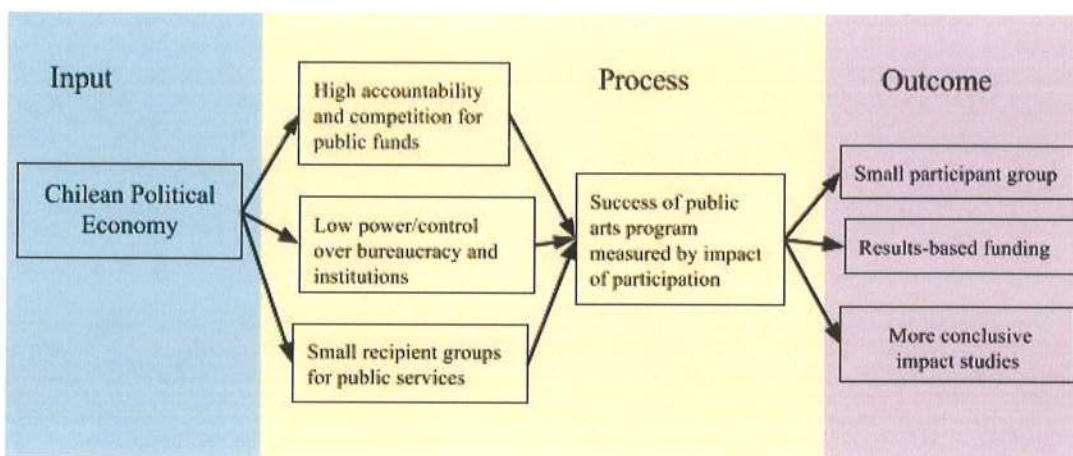 Input
Process
Outcome
Chilean Political
Economy
High accountability
and competition for
public funds
Low power/control
over bureaucracy and
institutions
Small recipient groups
for public services
Success of public
arts program
measured by impact
of participation
Small participant group
Results-based funding
More conclusive
impact studies